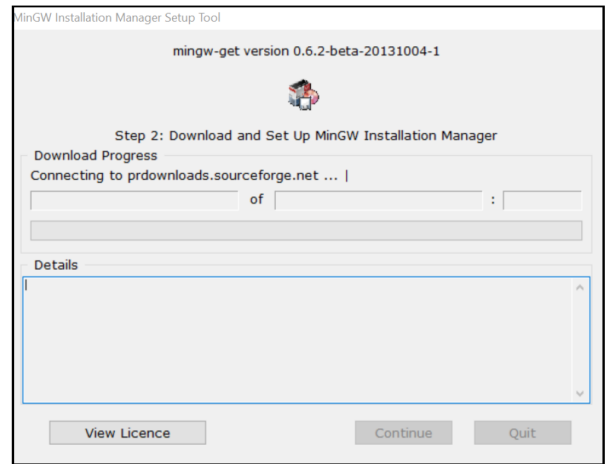 MinGW Installation Manager Setup Tool
mingw-get version 0.6.2-beta-20131004-1
Step 2: Download and Set Up MinGW Installation Manager
Download Progress
Connecting to prdownloads.sourceforge.net ... |
of :
Details
View Licence Continue Quit